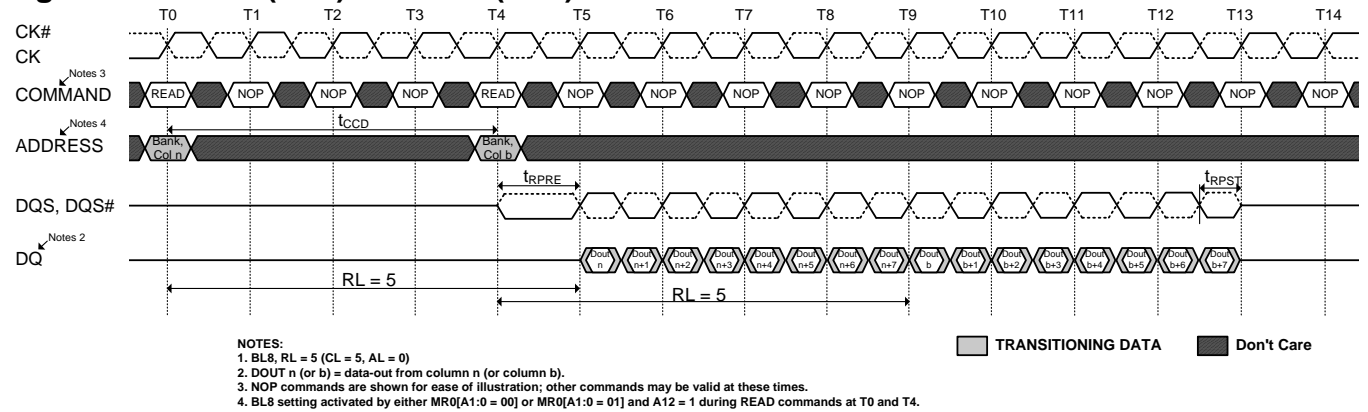 T0 T1 T2 T3 T4 T5 T6 T7 T8 T9 T10 T11 T12 T13 T14
CK#
CK
Notes 3
COMMAND READ NOP NOP NOP READ NOP NOP NOP NOP NOP NOP NOP NOP NOP NOP
tCCD
Notes 4
ADDRESS Bank, Col n Bank, Col b
tRPRE tRPST
DQS, DQS#
Notes 2
DQ Dout n Dout n+1 Dout n+2 Dout n+3 Dout n+4 Dout n+5 Dout n+6 Dout n+7 Dout b Dout b+1 Dout b+2 Dout b+3 Dout b+4 Dout b+5 Dout b+6 Dout b+7
RL = 5 RL = 5
NOTES:
1. BL8, RL = 5 (CL = 5, AL = 0)
2. DOUT n (or b) = data-out from column n (or column b).
3. NOP commands are shown for ease of illustration; other commands may be valid at these times.
4. BL8 setting activated by either MR0[A1:0 = 00] or MR0[A1:0 = 01] and A12 = 1 during READ commands at T0 and T4.
TRANSITIONING DATA Don't Care